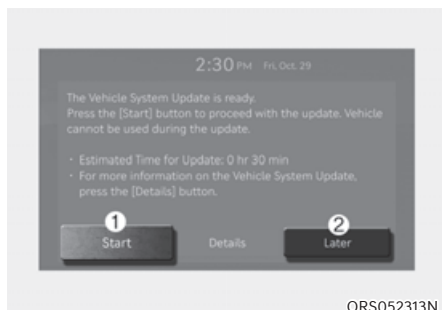 2:30 PM Fri, Oct. 29
The Vehicle System Update is ready.
Press the [Start] button to proceed with the update. Vehicle
cannot be used during the update.
· Estimated Time for Update: 0 hr 30 min
· For more information on the Vehicle System Update,
press the [Details] button.
1 2
Start Details Later
ORS052313N